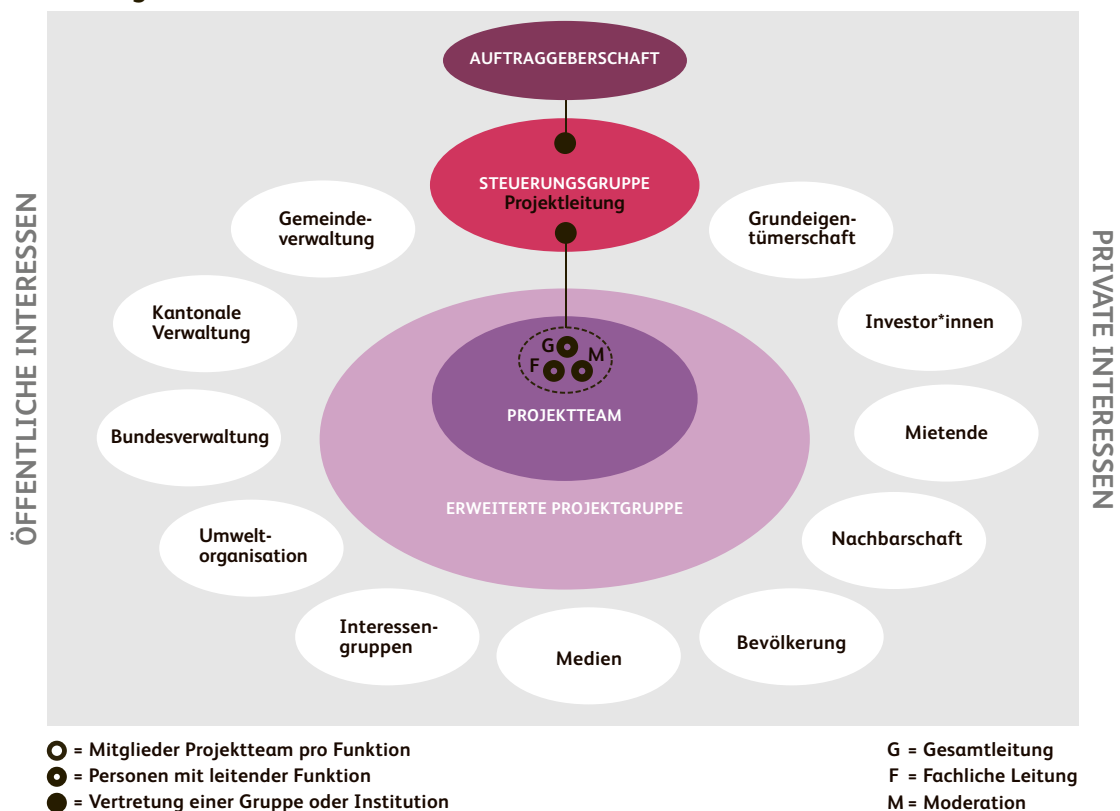 AUFTRAGGEBERSCHAFT
STEUERUNGSGRUPPE
Projektleitung
Gemeinde-
verwaltung
Grundeigen-
tümerschaft
Kantonale
Verwaltung
Investor*innen
G
M
F
PROJEKTTEAM
Bundesverwaltung
Mietende
ERWEITERTE PROJEKTGRUPPE
Umwelt-
organisation
Nachbarschaft
Interessen-
gruppen
Medien
Bevölkerung
ÖFFENTLICHE INTERESSEN
PRIVATE INTERESSEN
= Mitglieder Projektteam pro Funktion
= Personen mit leitender Funktion
= Vertretung einer Gruppe oder Institution
G = Gesamtleitung
F = Fachliche Leitung
M = Moderation